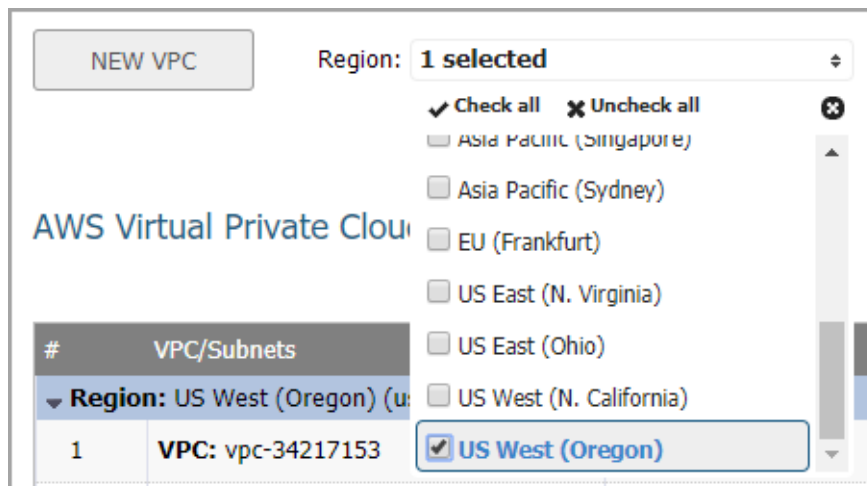 NEW VPC Region: 1 selected
Check all Uncheck all
Asia Pacific (Singapore)
Asia Pacific (Sydney)
AWS Virtual Private Clou
EU (Frankfurt)
US East (N. Virginia)
# VPC/Subnets
US East (Ohio)
Region: US West (Oregon) (u
US West (N. California)
1 VPC: vpc-34217153
US West (Oregon)